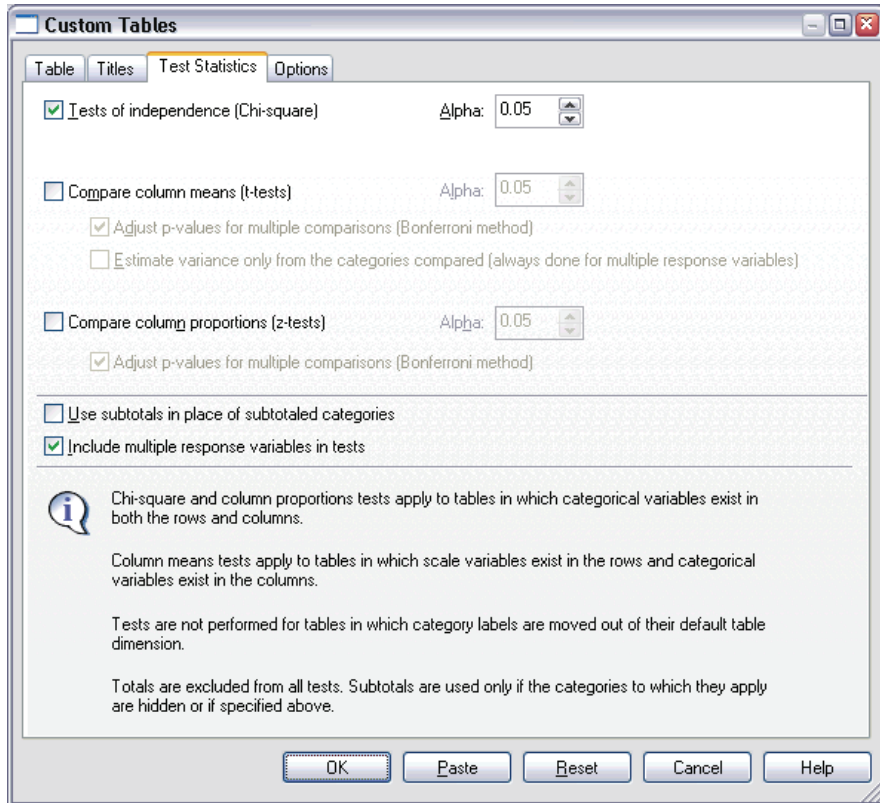 Custom Tables
Table Titles Test Statistics Options
Tests of independence (Chi-square) Alpha: 0.05
Compare column means (t-tests) Alpha: 0.05
Adjust p-values for multiple comparisons (Bonferroni method)
Estimate variance only from the categories compared (always done for multiple response variables)
Compare column proportions (z-tests) Alpha: 0.05
Adjust p-values for multiple comparisons (Bonferroni method)
Use subtotals in place of subtotaled categories
Include multiple response variables in tests
Chi-square and column proportions tests apply to tables in which categorical variables exist in
both the rows and columns.
Column means tests apply to tables in which scale variables exist in the rows and categorical
variables exist in the columns.
Tests are not performed for tables in which category labels are moved out of their default table
dimension.
Totals are excluded from all tests. Subtotals are used only if the categories to which they apply
are hidden or if specified above.
OK Paste Reset Cancel Help